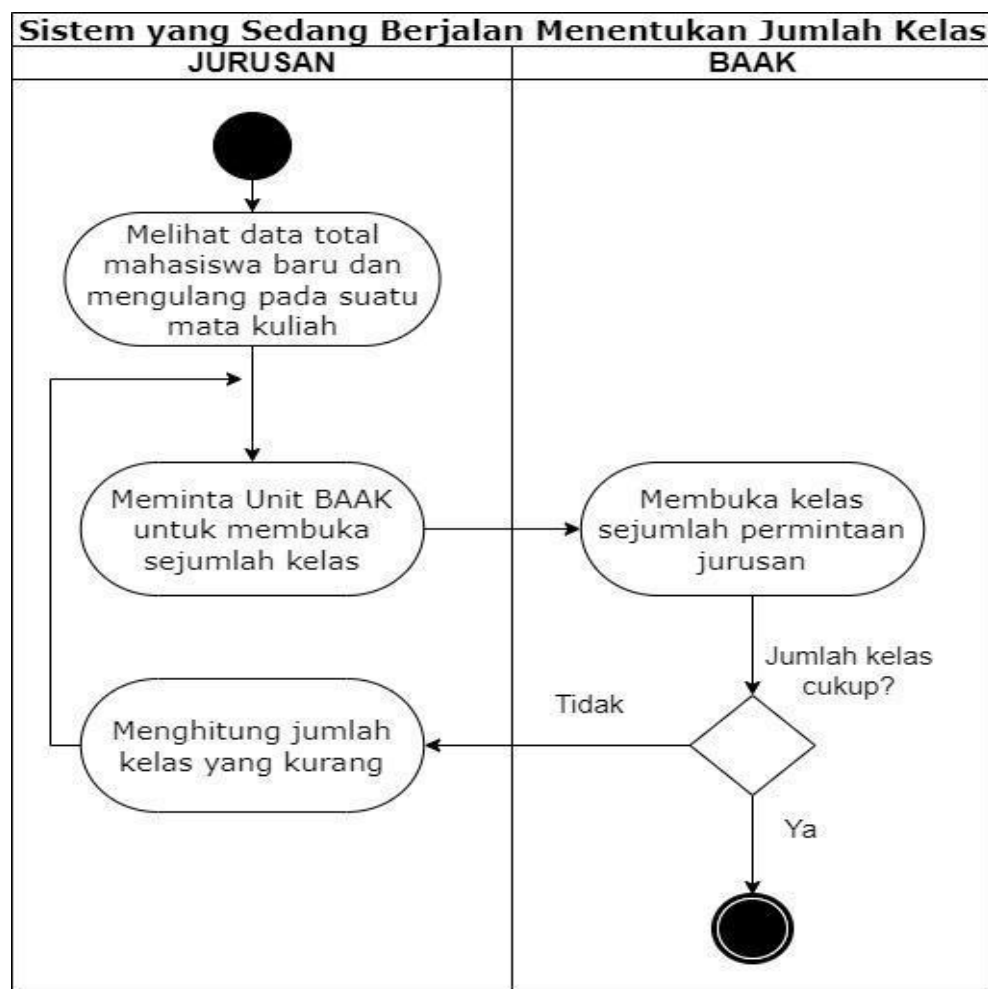 Sistem yang Sedang Berjalan Menentukan Jumlah Kelas
JURUSAN
BAAK
Melihat data total
mahasiswa baru dan
mengulang pada suatu
mata kuliah
Meminta Unit BAAK
untuk membuka
sejumlah kelas
Membuka kelas
sejumlah permintaan
jurusan
Jumlah kelas
cukup?
Tidak
Menghitung jumlah
kelas yang kurang
Ya